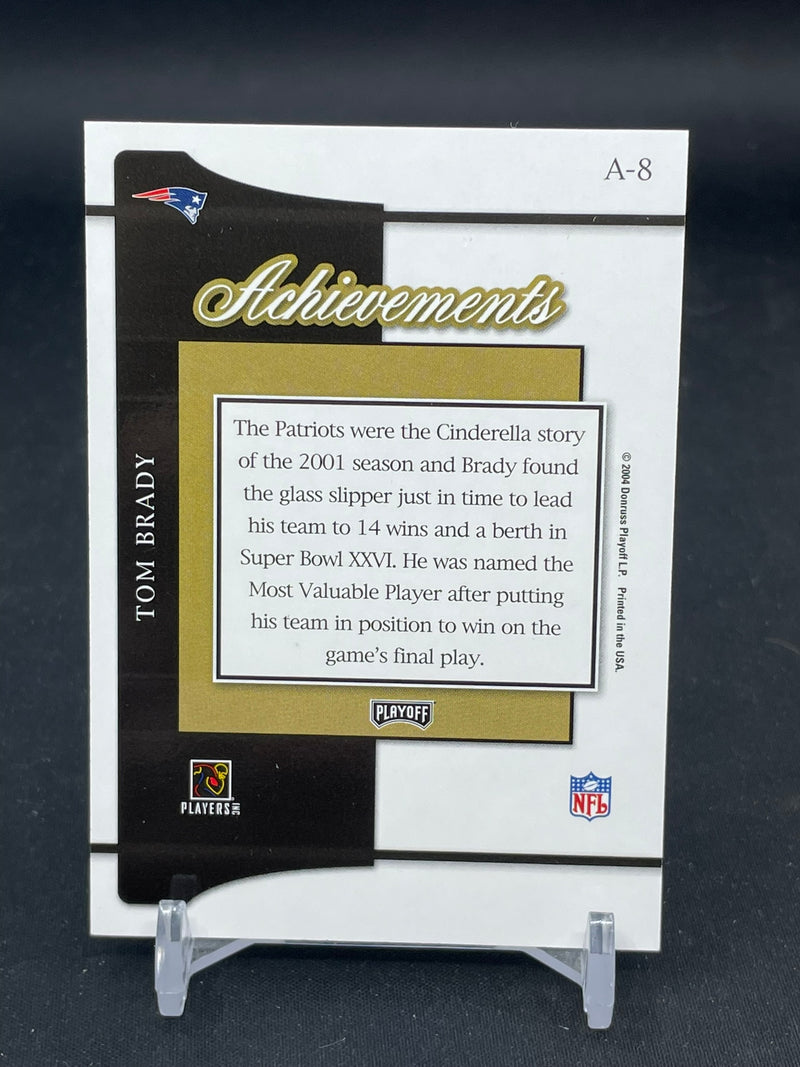 A-8
Achievements
The Patriots were the Cinderella story
of the 2001 season and Brady found
the glass slipper just in time to lead
his team to 14 wins and a berth in
Super Bowl XXVI. He was named the
Most Valuable Player after putting
his team in position to win on the
game's final play.
TOM BRADY
© 2004 Donruss Playoff L.P. Printed in the USA.
PLAYOFF
PLAYERS INC
NFL